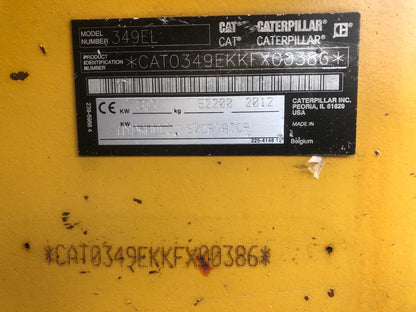 MODEL NUMBER 349EL CAT CATERPILLAR
CAT® CATERPILLAR®
PRODUCT IDENTIFICATION NUMBER *CAT0349EKKFX00386*
CE KW kg 52200 2012
KW
CATERPILLAR INC.
PEORIA, IL 61629
USA
MADE IN
Belgium
*CAT0349EKKFX00386*